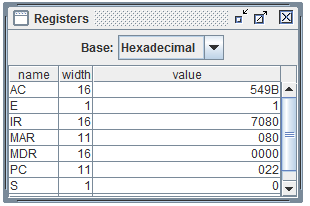 Registers
Base: Hexadecimal
name width value
AC 16 549B
E 1 1
IR 16 7080
MAR 11 080
MDR 16 0000
PC 11 022
S 1 0